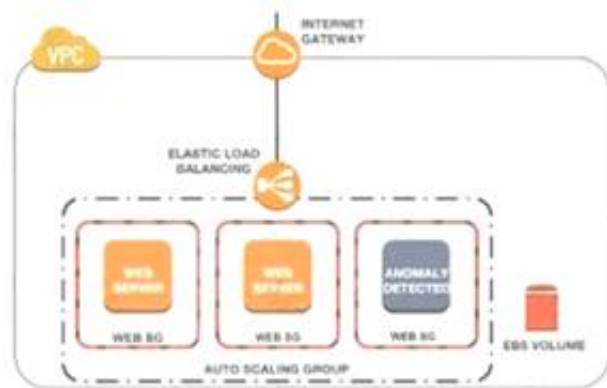 INTERNET
GATEWAY
VPC
ELASTIC LOAD
BALANCING
WEB
SERVER
WEB
SERVER
ANOMALY
DETECTED
WEB SG
WEB SG
WEB SG
EBS VOLUME
AUTO SCALING GROUP